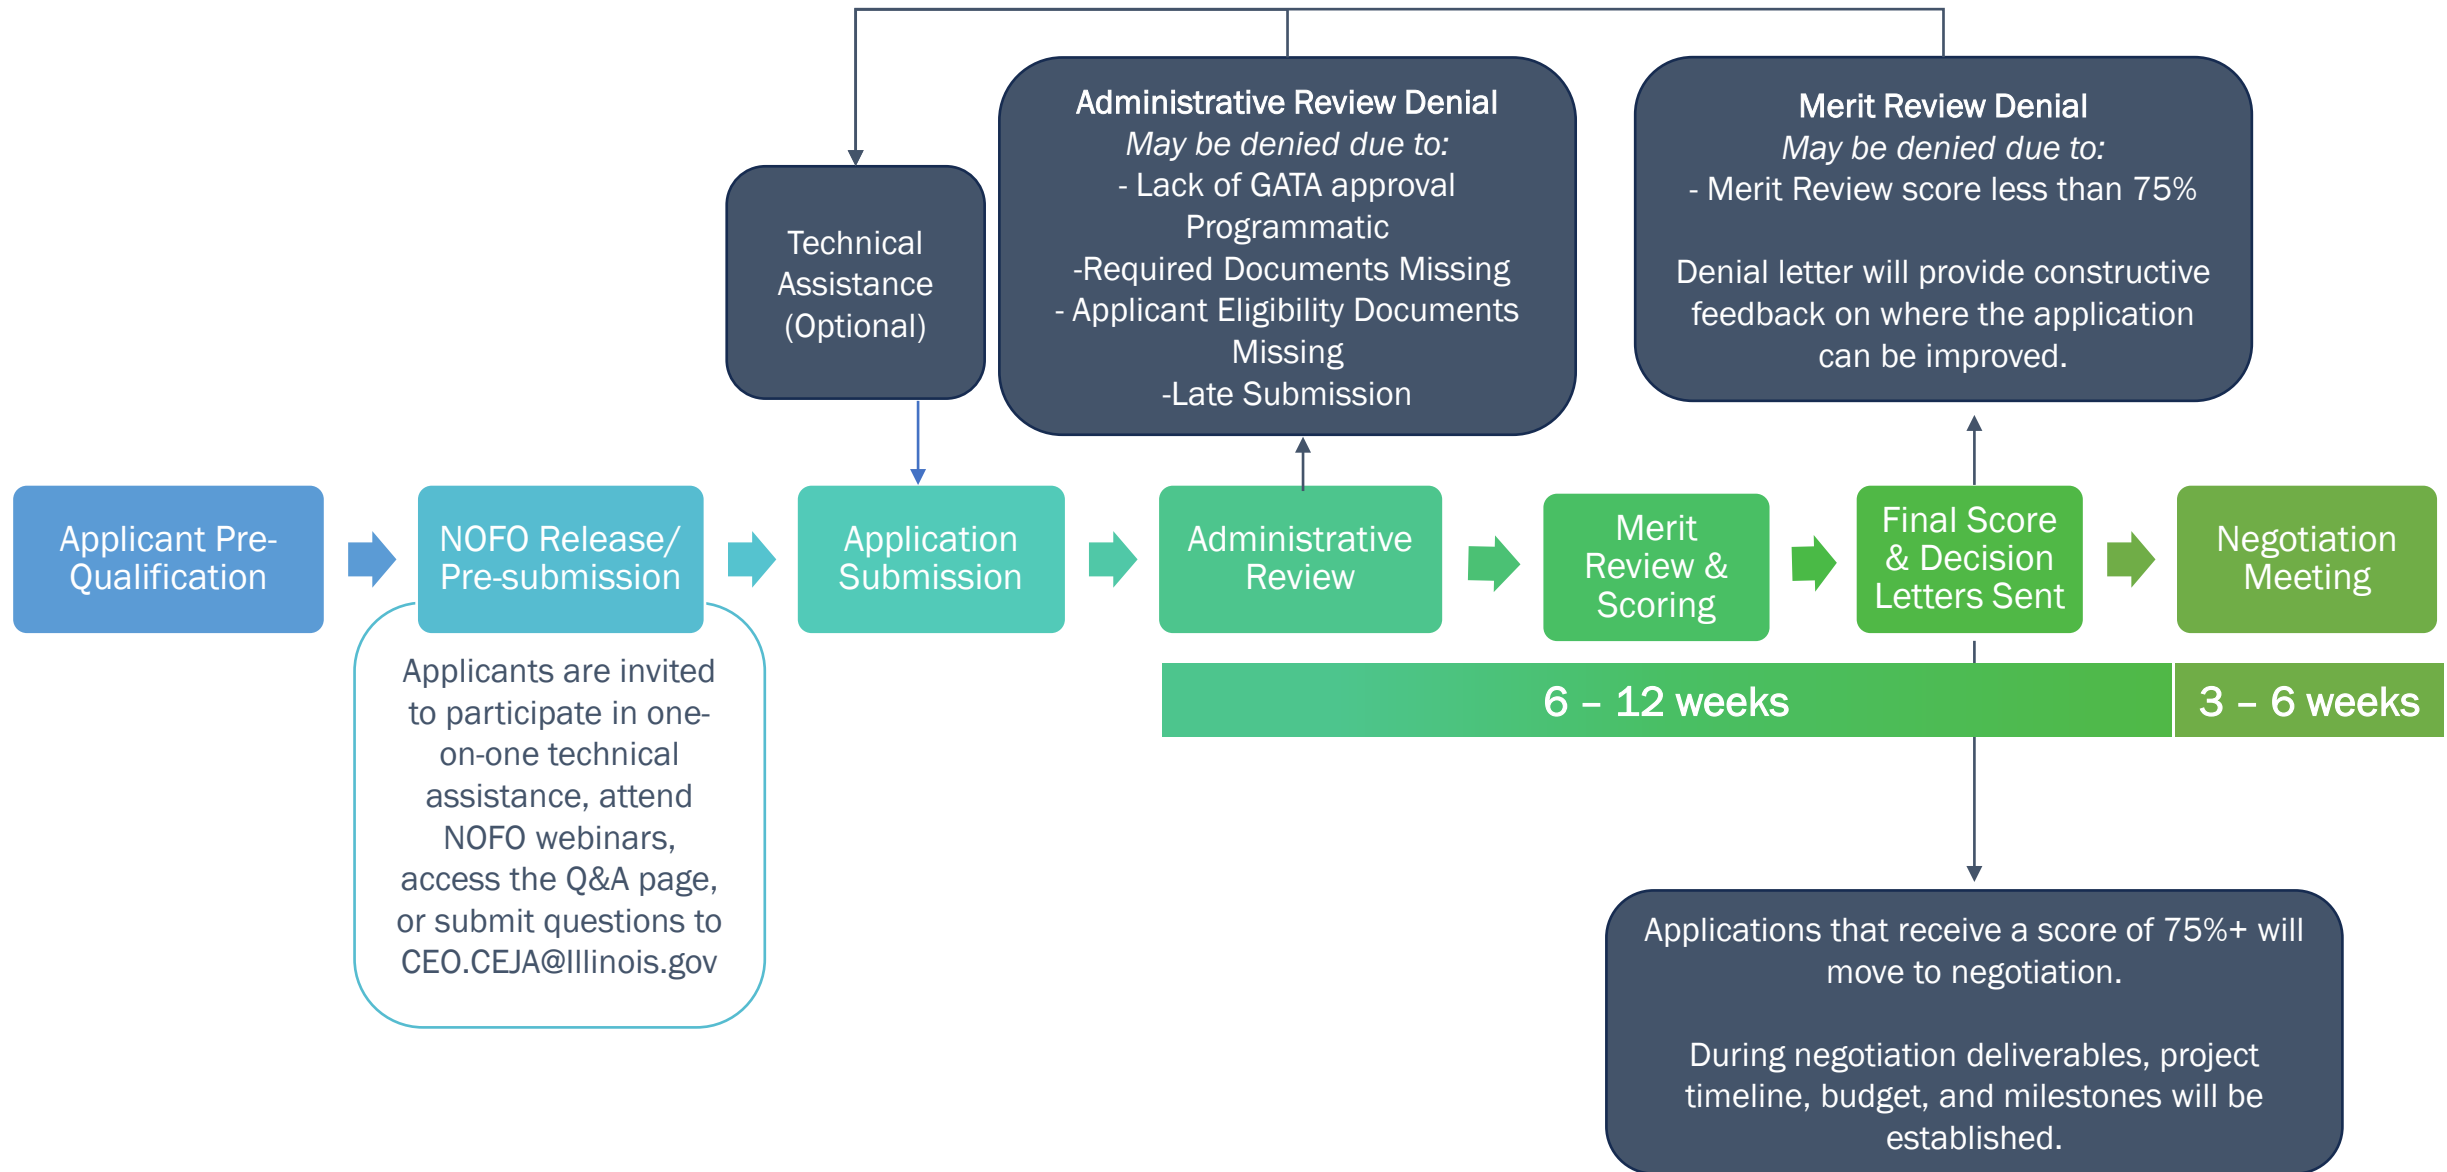 Administrative Review Denial
May be denied due to:
- Lack of GATA approval
Programmatic
-Required Documents Missing
- Applicant Eligibility Documents
Missing
-Late Submission
Merit Review Denial
May be denied due to:
- Merit Review score less than 75%
Denial letter will provide constructive
feedback on where the application
can be improved.
Technical
Assistance
(Optional)
Applicant Pre-
Qualification
NOFO Release/
Pre-submission
Application
Submission
Administrative
Review
Merit
Review &
Scoring
Final Score
& Decision
Letters Sent
Negotiation
Meeting
Applicants are invited
to participate in one-
on-one technical
assistance, attend
NOFO webinars,
access the Q&A page,
or submit questions to
CEO.CEJA@Illinois.gov
6 – 12 weeks
3 – 6 weeks
Applications that receive a score of 75%+ will
move to negotiation.
During negotiation deliverables, project
timeline, budget, and milestones will be
established.